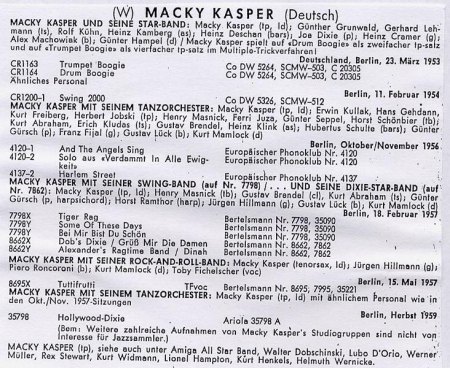 (W) MACKY KASPER (Deutsch)
MACKY KASPER UND SEINE STAR-BAND: Macky Kasper (tp, ld); Günther Grunwald, Gerhard Leh-
mann (ts), Rolf Kühn, Heinz Kamberg (as); Heinz Deschan (bars); Joe Dixie (p); Heinz Cramer (g);
Alex Machowiak (b); Günter Hampel (d) / Macky Kasper spielt auf «Drum Boogie» als zweifacher tp-solz
und auf «Trumpet Boogie» als vierfacher tp-solz im Multiple-Trickverfahren!
Deutschland, Berlin, 23. März 1953
CR1163 Trumpet Boogie Co DW 5264, SCMW-503, C 20305
CR1164 Drum Boogie Co DW 5264, SCMW-503, C 20305
Ähnliches Personal
Berlin, 11. Februar 1954
CR1200-1 Swing 2000 Co DW 5326, SCMW-512
MACKY KASPER MIT SEINEM TANZORCHESTER: Macky Kasper (tp, ld), Erwin Kullak, Hans Gehdann,
Kurt Freiberg, Herbert Jobski (tp); Henry Masnick, Ferri Juza, Günter Seppel, Horst Schönbier (tb);
Kurt Abraham, Erich Kludas (ts); Gustav Brendel, Heinz Klink (as); Hubertus Schulte (bars); Günter
Gürsch (p); Franz Fijal (g); Gustav Lück (b); Kurt Mamlock (d)
Berlin, Oktober/November 1956
4120-1 And The Angels Sing Europäischer Phonoklub Nr. 4120
4120-2 Solo aus «Verdammt In Alle Ewig-
keit» Europäischer Phonoklub Nr. 4120
4137-2 Harlem Street Europäischer Phonoklub Nr. 4137
MACKY KASPER MIT SEINER SWING-BAND (auf Nr. 7798) / . . . UND SEINE DIXIE-STAR-BAND (auf
Nr. 7862): Macky Kasper (tp, ld); Henry Masnick (tb); Gustav Brendel (cl), Kurt Abraham (ts); Günter
Gürsch (p, harpsichord); Horst Ramthor (harp); Jürgen Hillmann (g); Gustav Lück (b); Kurt Mamlock (d)
Berlin, 18. Februar 1957
7798X Tiger Rag Bertelsmann Nr. 7798, 35090
7798Y Some Of These Days Bertelsmann Nr. 7798, 35090
7798Y Bei Mir Bist Du Schön Bertelsmann Nr. 7798, 35090
8662X Dob's Dixie / Grüß Mir Die Damen Bertelsmann Nr. 8662, 7862
8662Y Alexander's Ragtime Band / Dinah Bertelsmann Nr. 8662, 7862
MACKY KASPER MIT SEINER ROCK-AND-ROLL-BAND: Macky Kasper (tenorsax, ld); Jürgen Hillmann (g);
Piero Roncoroni (b); Kurt Mamlock (d); Toby Fichelscher (voc)
Berlin, 15. Mai 1957
8695X Tuttifrutti TFvoc Bertelsmann Nr. 8695, 7995, 35221
MACKY KASPER MIT SEINEM TANZORCHESTER: Macky Kasper (tp, ld) mit ähnlichem Personal wie in
den Okt./Nov. 1957-Sitzungen
Berlin, Herbst 1959
35798 Hollywood-Dixie Ariola 35798 A
(Bem: Weitere zahlreiche Aufnahmen von Macky Kasper's Studiogruppen sind nicht von
Interesse für Jazzsammler.)
MACKY KASPER (tp), siehe auch unter Amiga All Star Band, Walter Dobschinski, Lubo D'Orio, Werner
Müller, Rex Stewart, Kurt Widmann, Lionel Hampton, Kürt Henkels, Helmuth Wernicke.